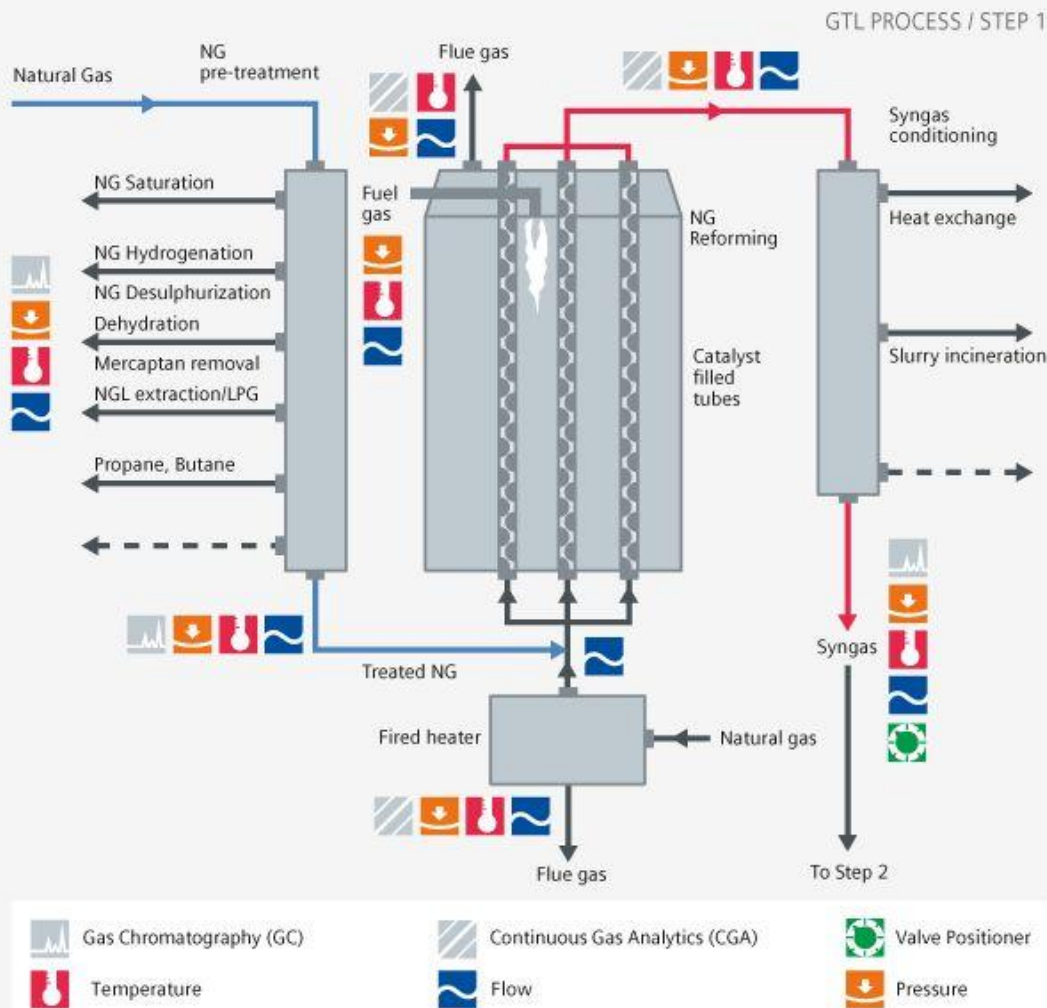 GTL PROCESS / STEP 1
Natural Gas
NG
pre-treatment
Flue gas
Syngas
conditioning
NG Saturation
Fuel
gas
NG
Reforming
Heat exchange
NG Hydrogenation
NG Desulphurization
Dehydration
Mercaptan removal
NGL extraction/LPG
Catalyst
filled
tubes
Slurry incineration
Propane, Butane
Treated NG
Syngas
Fired heater
Natural gas
Flue gas
To Step 2
Gas Chromatography (GC)
Continuous Gas Analytics (CGA)
Valve Positioner
Temperature
Flow
Pressure